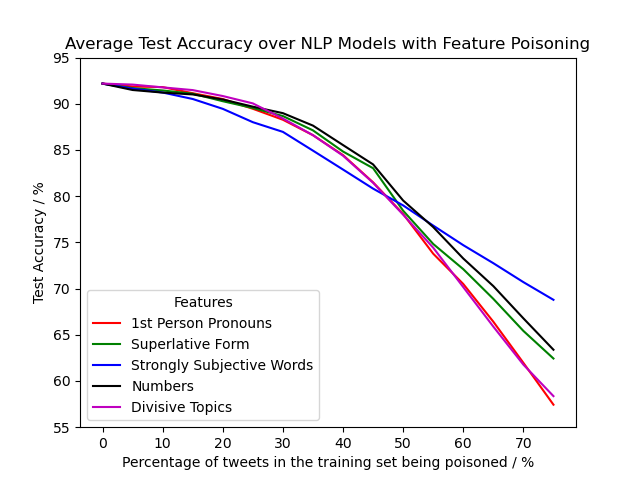 Average Test Accuracy over NLP Models with Feature Poisoning
95
90
85
80
75
70
65
60
55
Test Accuracy / %
Features
1st Person Pronouns
Superlative Form
Strongly Subjective Words
Numbers
Divisive Topics
0 10 20 30 40 50 60 70
Percentage of tweets in the training set being poisoned / %